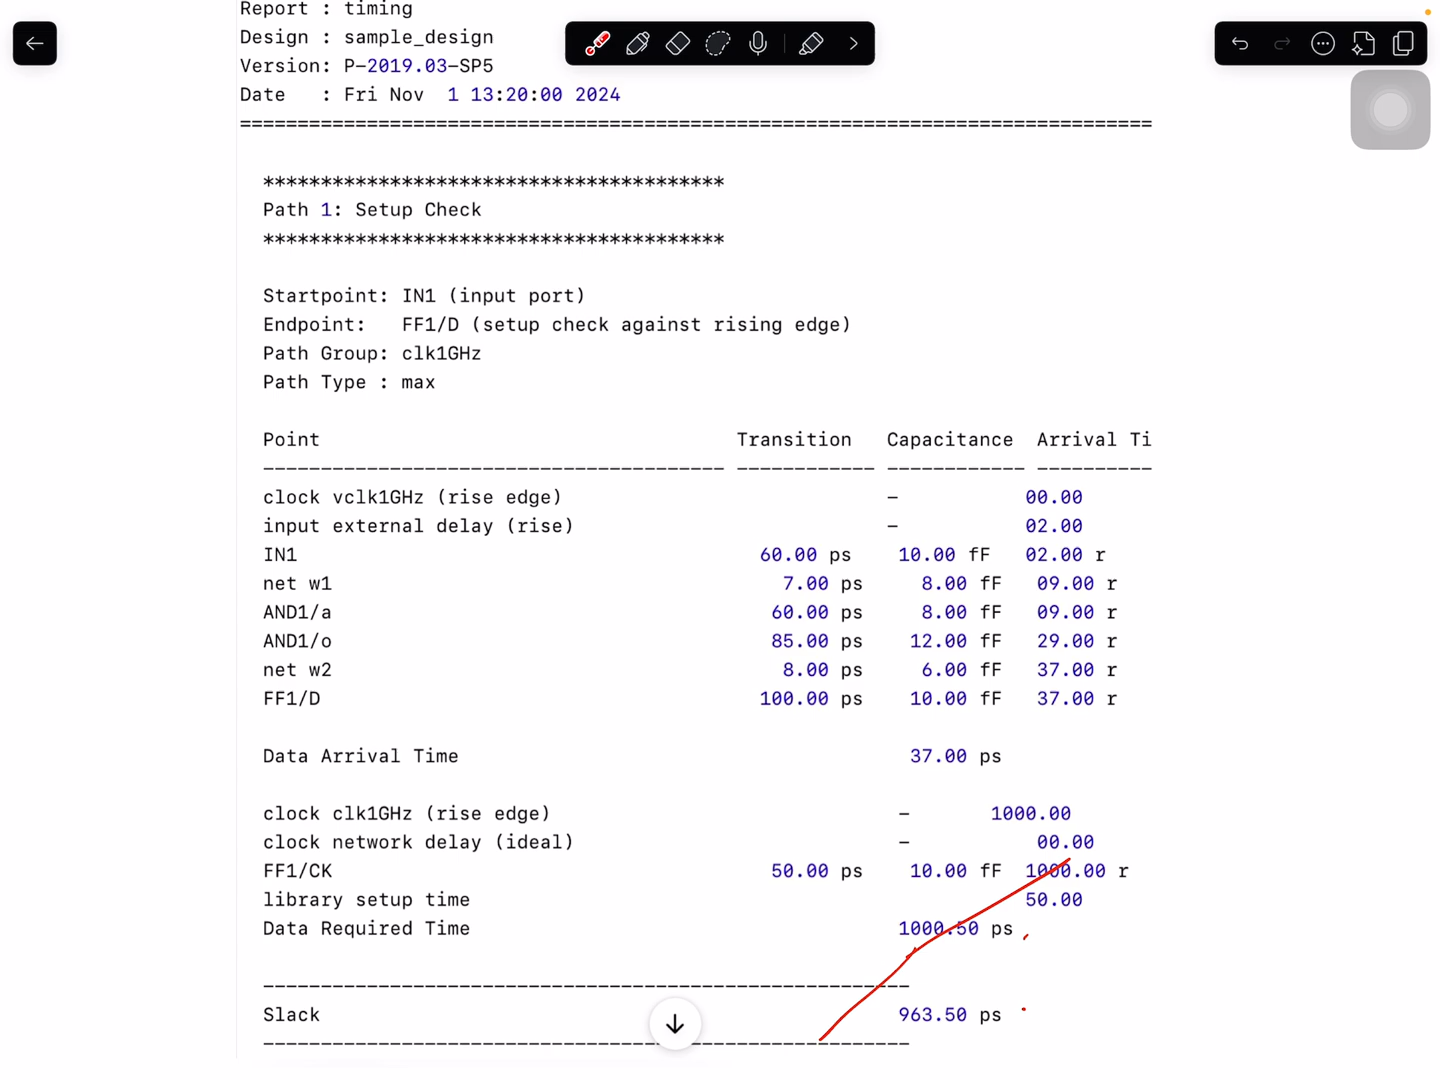 Report : timing
Design : sample_design
Version: P-2019.03-SP5
Date   : Fri Nov  1 13:20:00 2024
===============================================================================
****************************************
Path 1: Setup Check
****************************************
Startpoint: IN1 (input port)
Endpoint:   FF1/D (setup check against rising edge)
Path Group: clk1GHz
Path Type : max
Point                                    Transition   Capacitance  Arrival Ti
---------------------------------------- ------------ ------------ ----------
clock vclk1GHz (rise edge)                            –           00.00
input external delay (rise)                           –           02.00
IN1                                        60.00 ps    10.00 fF   02.00 r
net w1                                       7.00 ps     8.00 fF   09.00 r
AND1/a                                      60.00 ps     8.00 fF   09.00 r
AND1/o                                      85.00 ps    12.00 fF   29.00 r
net w2                                       8.00 ps     6.00 fF   37.00 r
FF1/D                                      100.00 ps    10.00 fF   37.00 r
Data Arrival Time                                       37.00 ps
clock clk1GHz (rise edge)                              –       1000.00
clock network delay (ideal)                            –           00.00
FF1/CK                                      50.00 ps    10.00 fF  1000.00 r
library setup time                                                50.00
Data Required Time                                     1000.50 ps
--------------------------------------------------------
Slack                                                  963.50 ps
--------------------------------------------------------